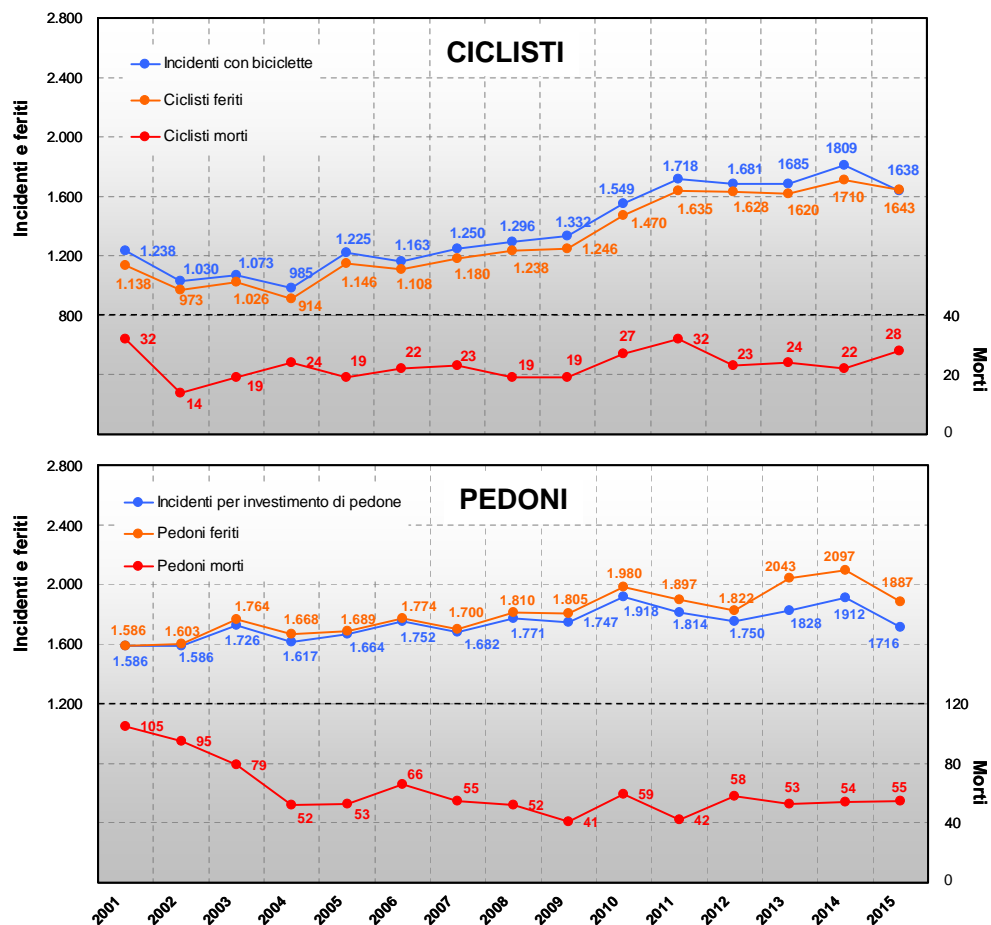 CICLISTI
Incidenti con biciclette
Ciclisti feriti
Ciclisti morti
Incidenti e feriti
2.800
2.400
2.000
1.600
1.200
800
Morti
40
20
0
1.238 1.030 1.073 985 1.225 1.163 1.250 1.296 1.332 1.549 1.718 1.681 1685 1809 1638
1.138 973 1.026 914 1.146 1.108 1.180 1.238 1.246 1.470 1.635 1.628 1620 1710 1643
32 14 19 24 19 22 23 19 19 27 32 23 24 22 28
PEDONI
Incidenti per investimento di pedone
Pedoni feriti
Pedoni morti
Incidenti e feriti
2.800
2.400
2.000
1.600
1.200
Morti
120
80
40
0
1.586 1.603 1.764 1.668 1.689 1.774 1.700 1.810 1.805 1.980 1.897 1.822 2043 2097 1887
1.586 1.586 1.726 1.617 1.664 1.752 1.682 1.771 1.747 1.918 1.814 1.750 1828 1912 1716
105 95 79 52 53 66 55 52 41 59 42 58 53 54 55
2001 2002 2003 2004 2005 2006 2007 2008 2009 2010 2011 2012 2013 2014 2015